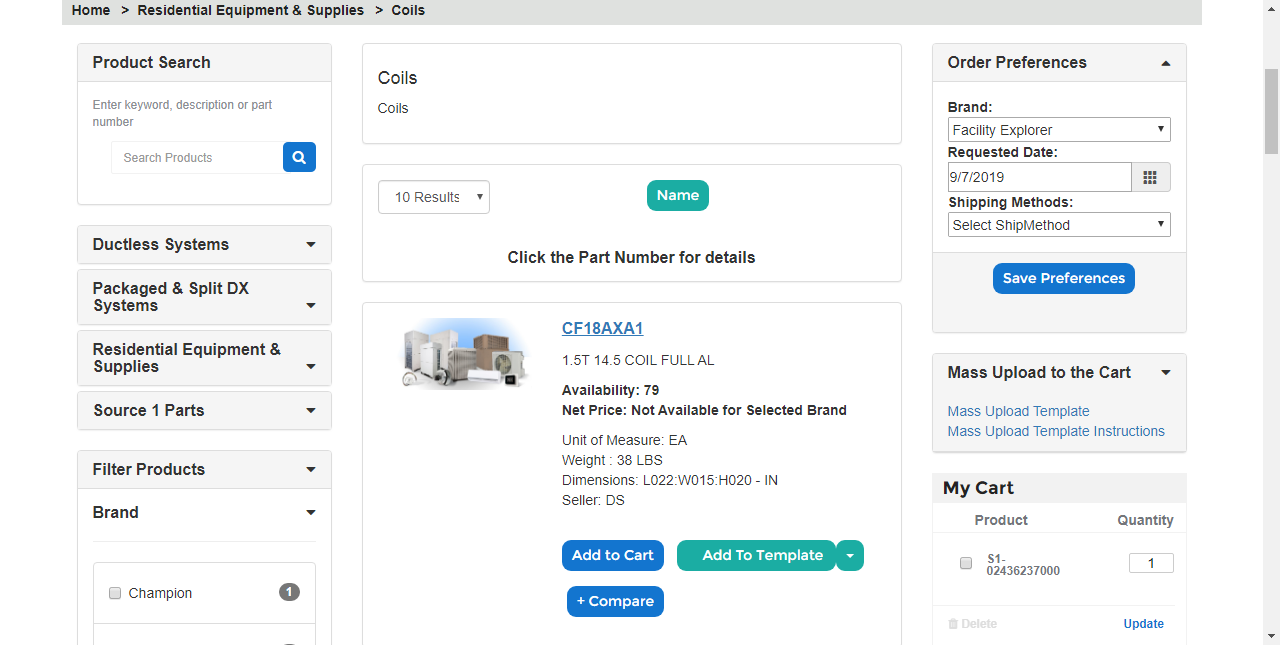 Home > Residential Equipment & Supplies > Coils
Product Search
Enter keyword, description or part
number
Search Products
Ductless Systems
Packaged & Split DX
Systems
Residential Equipment &
Supplies
Source 1 Parts
Filter Products
Brand
Champion 1
Coils
Coils
10 Results
Name
Click the Part Number for details
CF18AXA1
1.5T 14.5 COIL FULL AL
Availability: 79
Net Price: Not Available for Selected Brand
Unit of Measure: EA
Weight : 38 LBS
Dimensions: L022:W015:H020 - IN
Seller: DS
Add to Cart
Add To Template
+ Compare
Order Preferences
Brand:
Facility Explorer
Requested Date:
9/7/2019
Shipping Methods:
Select ShipMethod
Save Preferences
Mass Upload to the Cart
Mass Upload Template
Mass Upload Template Instructions
My Cart
Product Quantity
S1-
02436237000
1
Delete Update